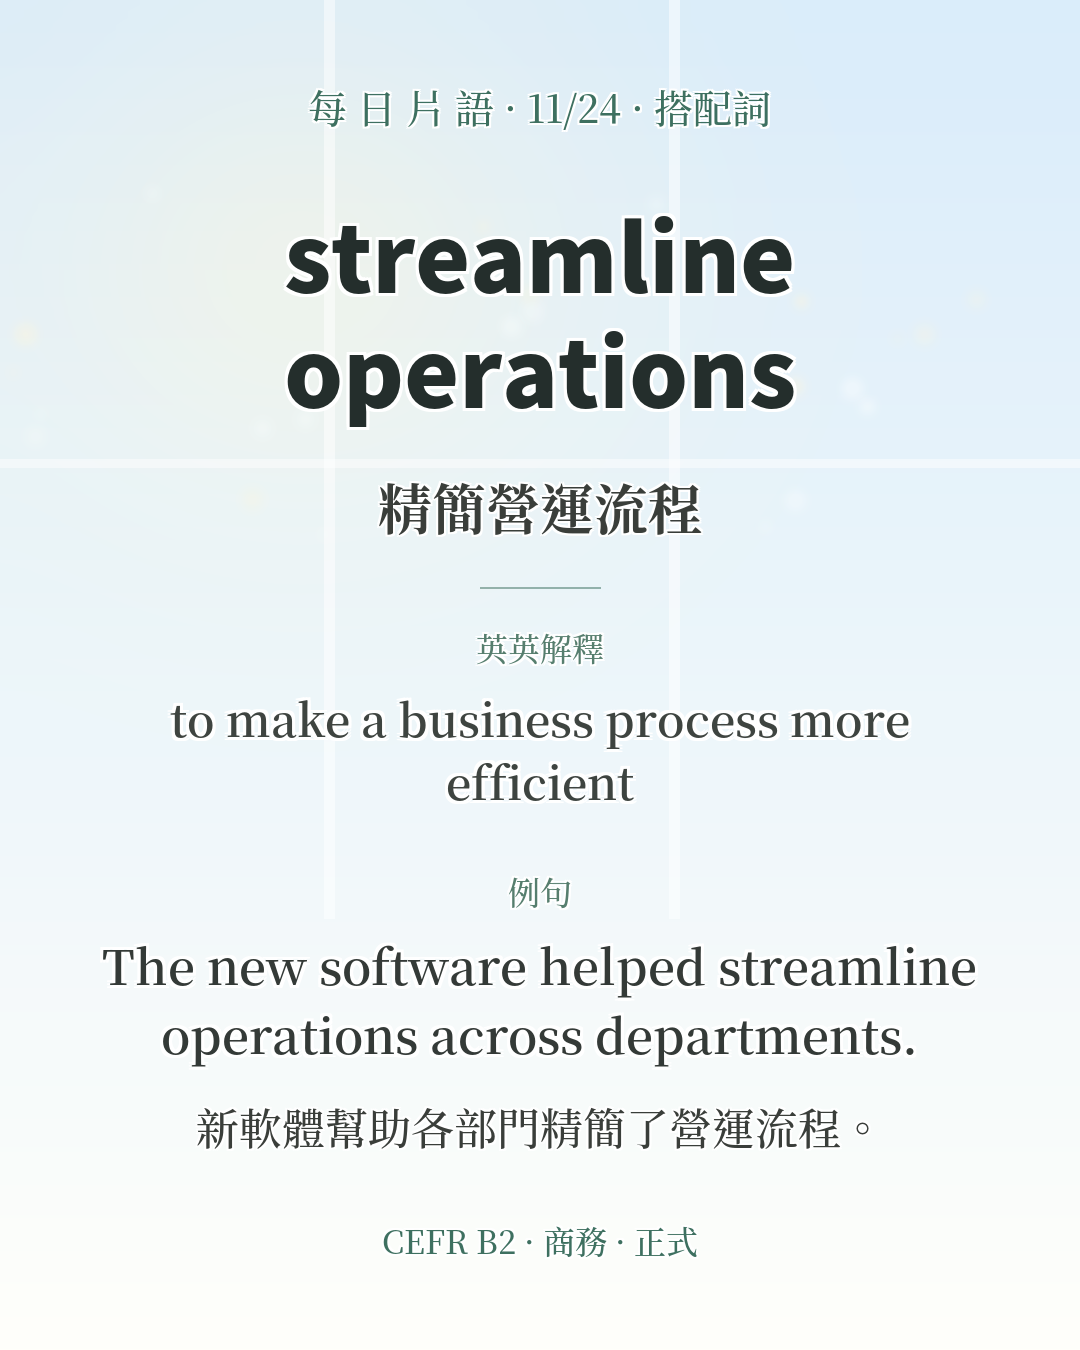 每日片語 · 11/24 · 搭配詞
streamline
operations
精簡營運流程
英英解釋
to make a business process more
efficient
例句
The new software helped streamline
operations across departments.
新軟體幫助各部門精簡了營運流程。
CEFR B2 · 商務 · 正式